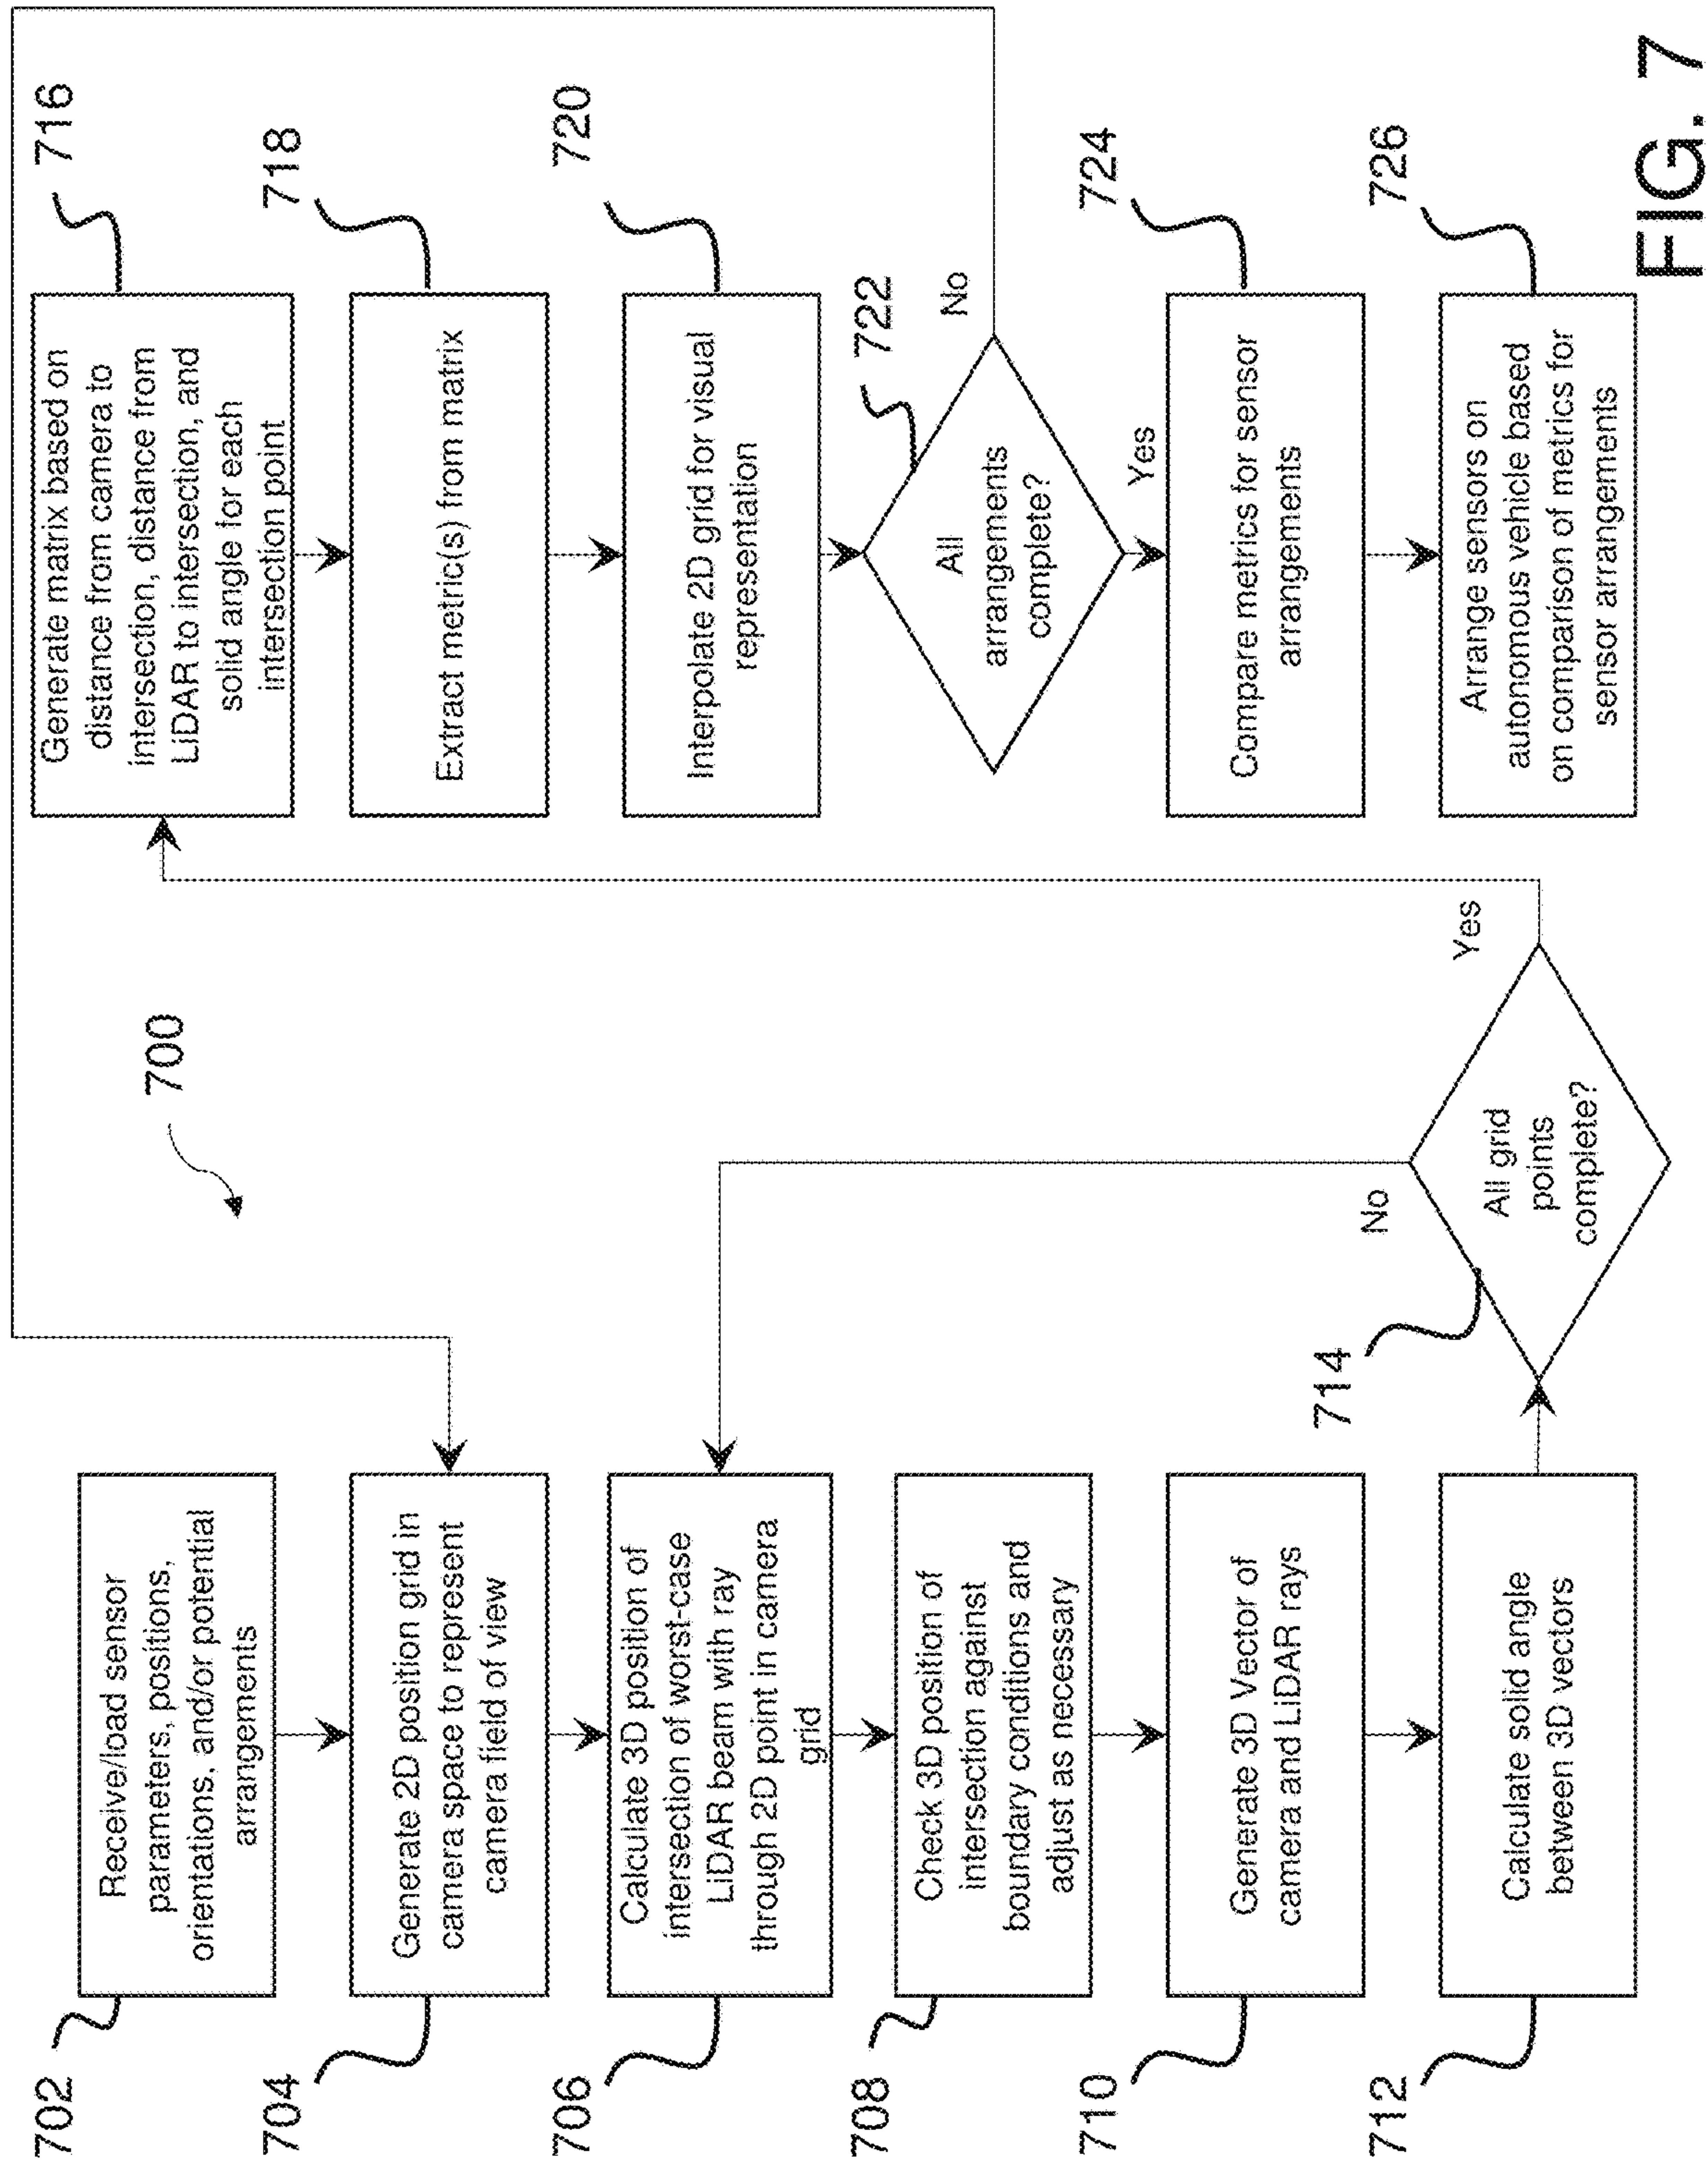 700
702
Receive/load sensor
parameters, positions,
orientations, and/or potential
arrangements
704
Generate 2D position grid in
camera space to represent
camera field of view
706
Calculate 3D position of
intersection of worst-case
LiDAR beam with ray
through 2D point in camera
grid
708
Check 3D position of
intersection against
boundary conditions and
adjust as necessary
710
Generate 3D Vector of
camera and LiDAR rays
712
Calculate solid angle
between 3D vectors
714
All grid
points
complete?
No
Yes
716
Generate matrix based on
distance from camera to
intersection, distance from
LiDAR to intersection, and
solid angle for each
intersection point
718
Extract metric(s) from matrix
720
Interpolate 2D grid for visual
representation
722
All
arrangements
complete?
No
Yes
724
Compare metrics for sensor
arrangements
726
Arrange sensors on
autonomous vehicle based
on comparison of metrics for
sensor arrangements
FIG. 7